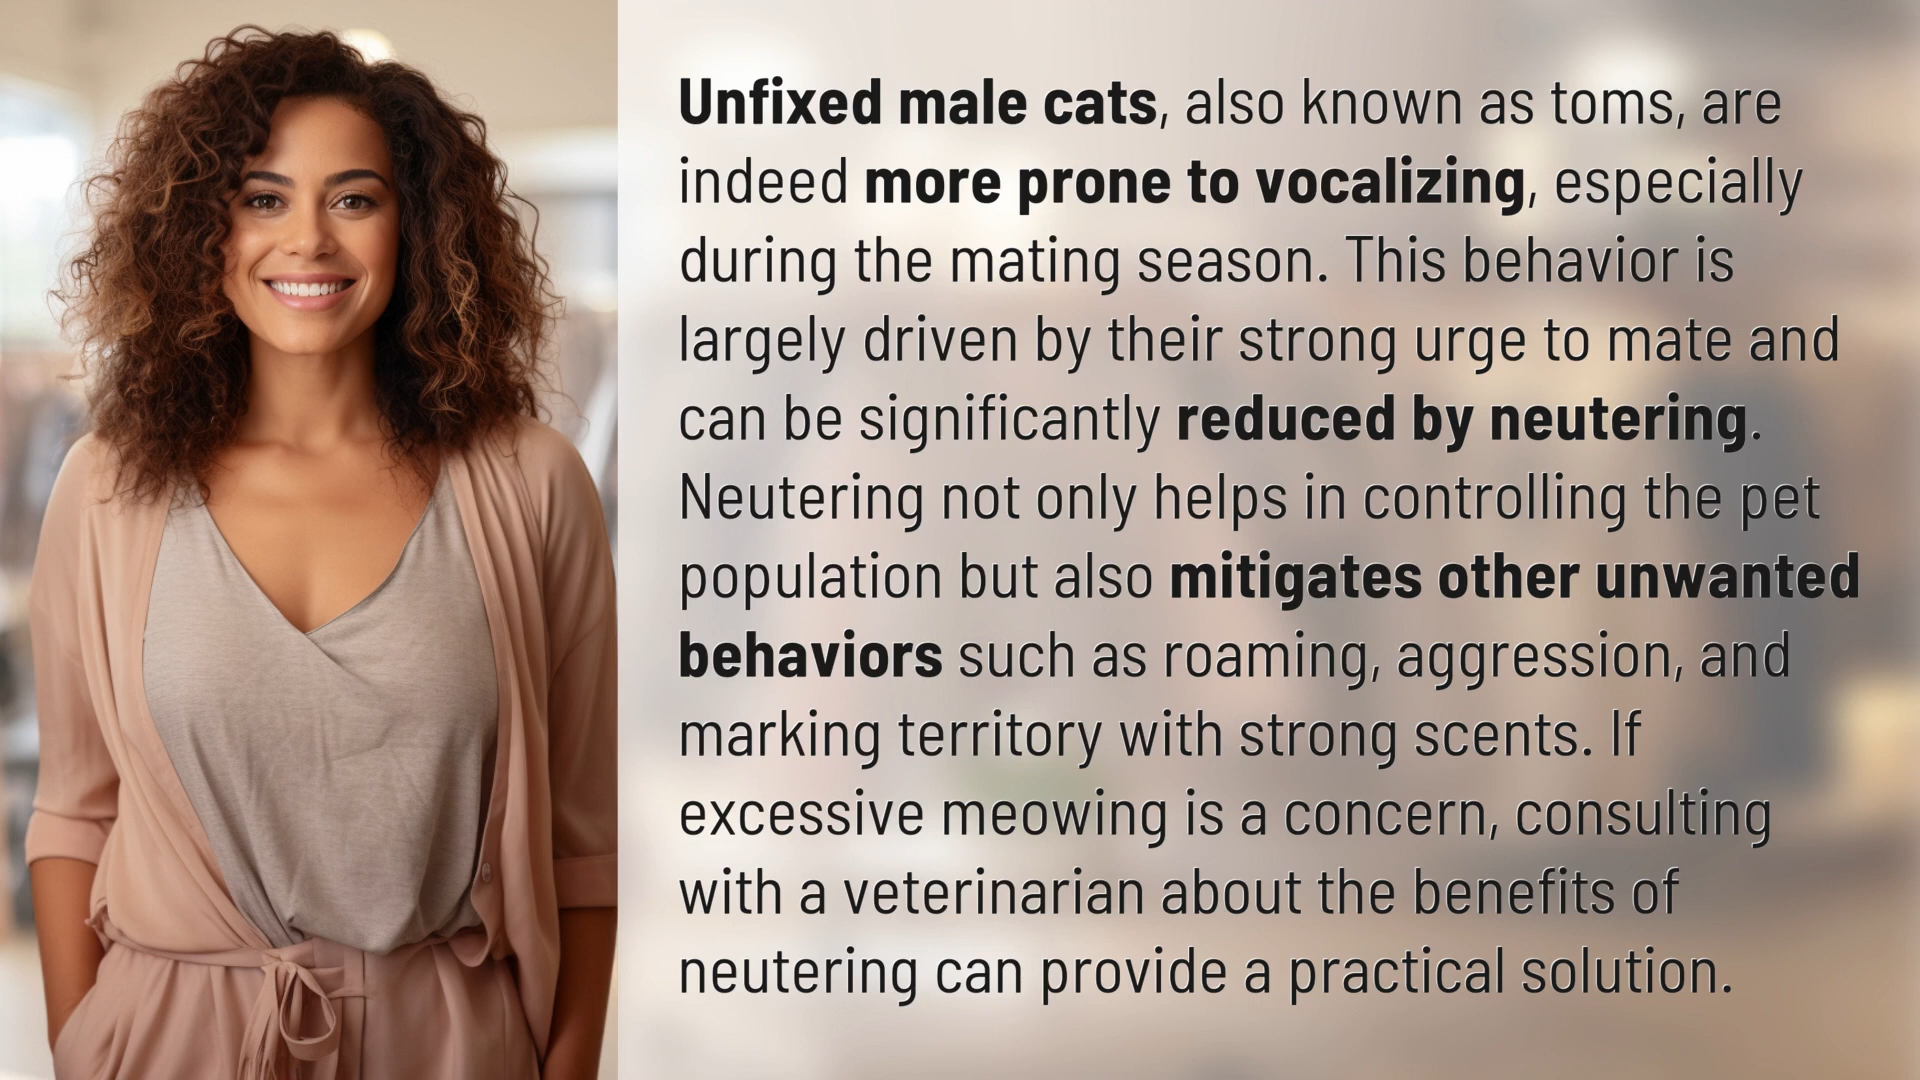 Unfixed male cats, also known as toms, are
indeed more prone to vocalizing, especially
during the mating season. This behavior is
largely driven by their strong urge to mate and
can be significantly reduced by neutering.
Neutering not only helps in controlling the pet
population but also mitigates other unwanted
behaviors such as roaming, aggression, and
marking territory with strong scents. If
excessive meowing is a concern, consulting
with a veterinarian about the benefits of
neutering can provide a practical solution.